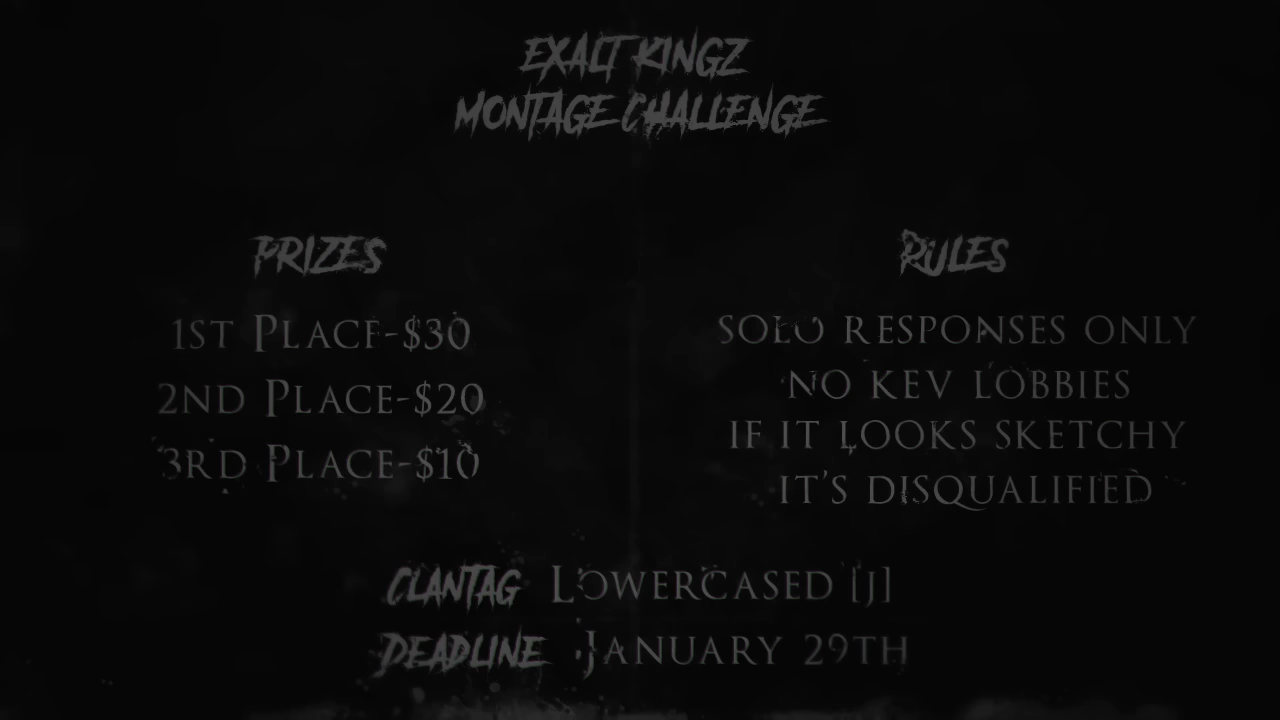 EXALT KINGZ
MONTAGE CHALLENGE
PRIZES
1ST PLACE-$30
2ND PLACE-$20
3RD PLACE-$10
RULES
SOLO RESPONSES ONLY
NO KEV LOBBIES
IF IT LOOKS SKETCHY
IT'S DISQUALIFIED
CLANTAG LOWERCASED [J]
DEADLINE JANUARY 29TH